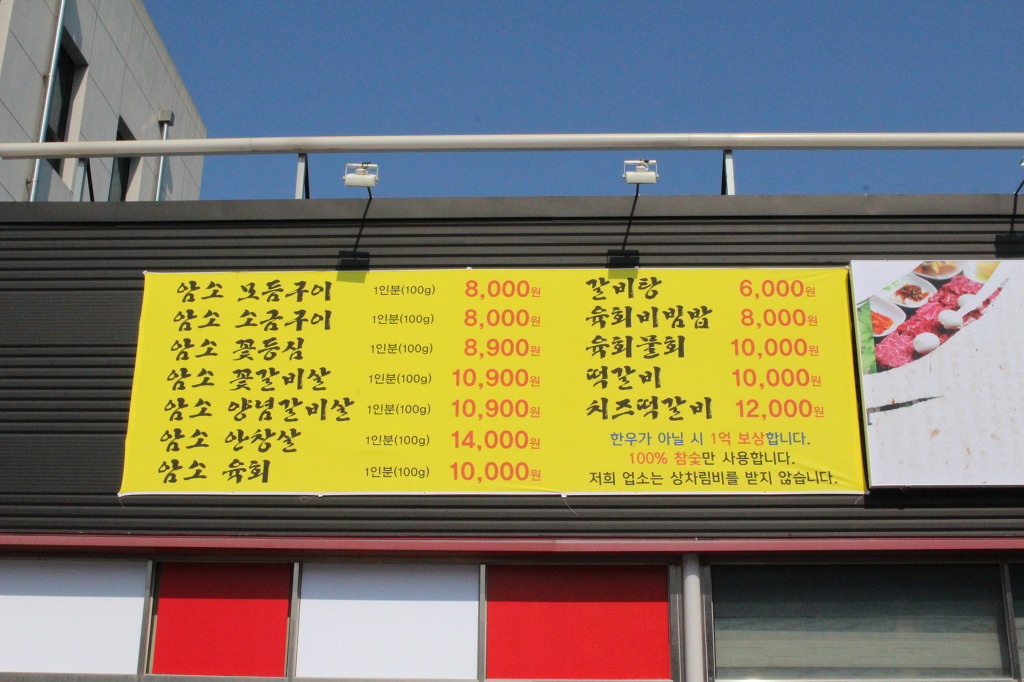 암소 모듬구이 1인분(100g) 8,000원
암소 소금구이 1인분(100g) 8,000원
암소 꽃등심 1인분(100g) 8,900원
암소 꽃갈비살 1인분(100g) 10,900원
암소 양념갈비살 1인분(100g) 10,900원
암소 안창살 1인분(100g) 14,000원
암소 육회 1인분(100g) 10,000원
갈비탕 6,000원
육회비빔밥 8,000원
육회물회 10,000원
떡갈비 10,000원
치즈떡갈비 12,000원
한우가 아닐 시 1억 보상합니다.
100% 참숯만 사용합니다.
저희 업소는 상차림비를 받지 않습니다.